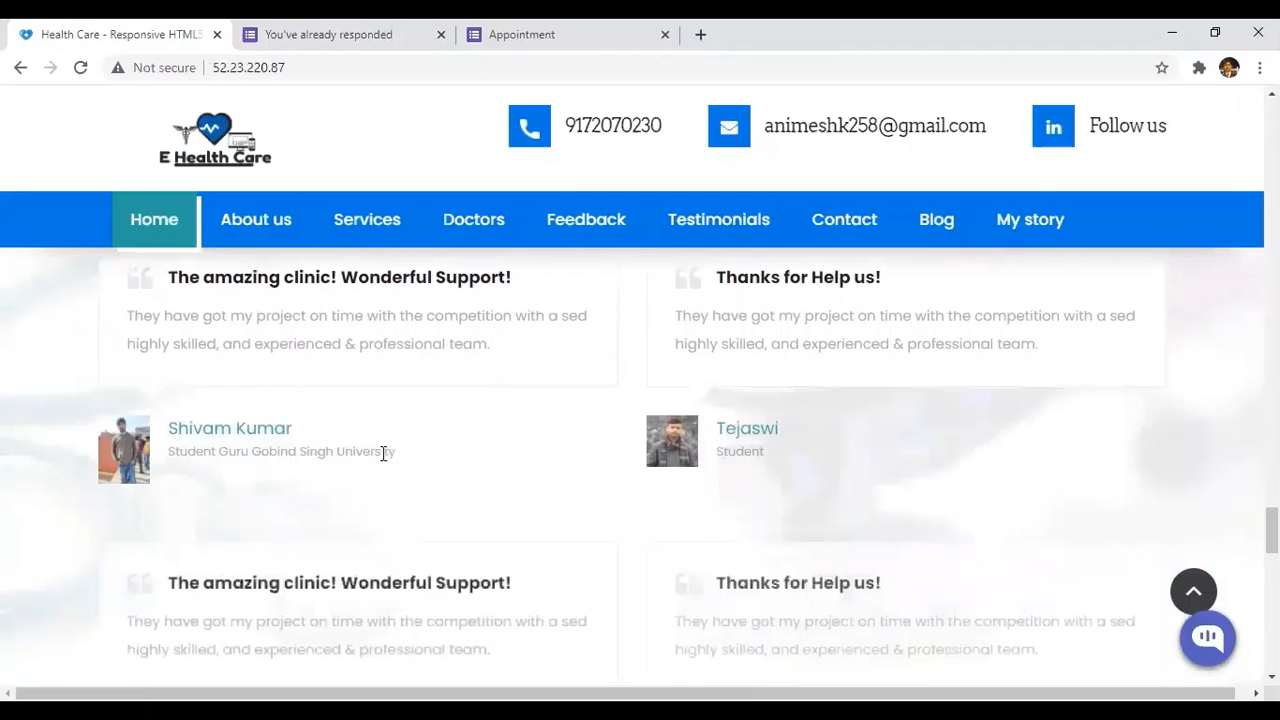 Health Care - Responsive HTML5
You've already responded
Appointment
Not secure
52.23.220.87
E Health Care
9172070230
animeshk258@gmail.com
in
Follow us
Home
About us
Services
Doctors
Feedback
Testimonials
Contact
Blog
My story
The amazing clinic! Wonderful Support!
They have got my project on time with the competition with a sed
highly skilled, and experienced & professional team.
Thanks for Help us!
They have got my project on time with the competition with a sed
highly skilled, and experienced & professional team.
Shivam Kumar
Student Guru Gobind Singh University
Tejaswi
Student
The amazing clinic! Wonderful Support!
They have got my project on time with the competition with a sed
highly skilled, and experienced & professional team.
Thanks for Help us!
They have got my project on time with the competition with a sed
highly skilled, and experienced & professional team.